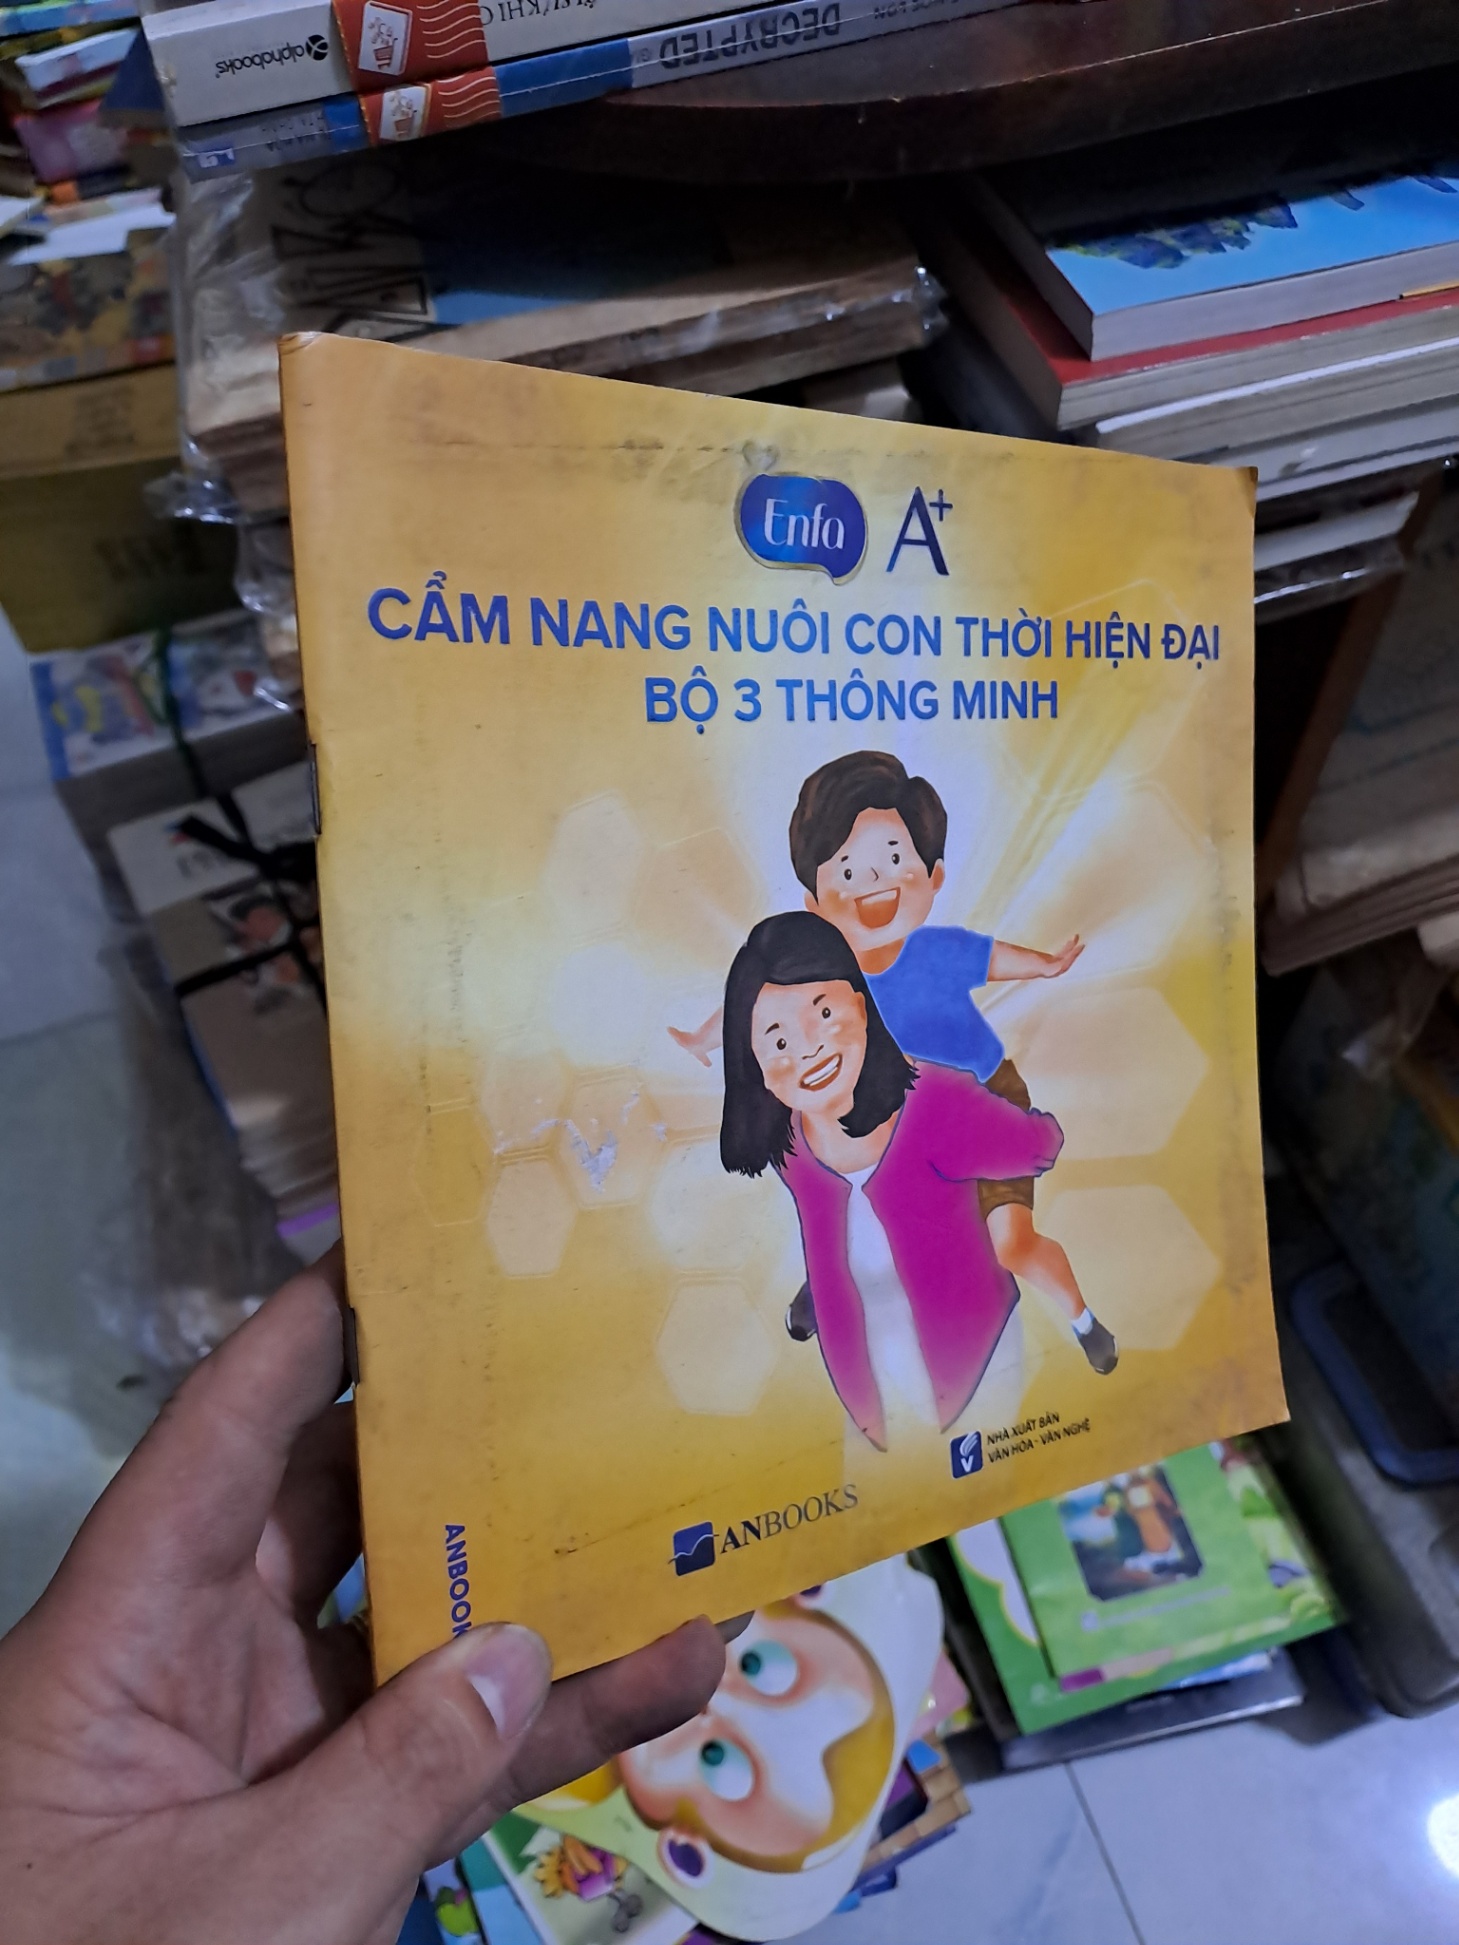 alphabooks
DECRYPTED
Enfa A+
CẨM NANG NUÔI CON THỜI HIỆN ĐẠI
BỘ 3 THÔNG MINH
NHÀ XUẤT BẢN
VĂN HÓA - VĂN NGHỆ
ANBOOKS
ANBOOK